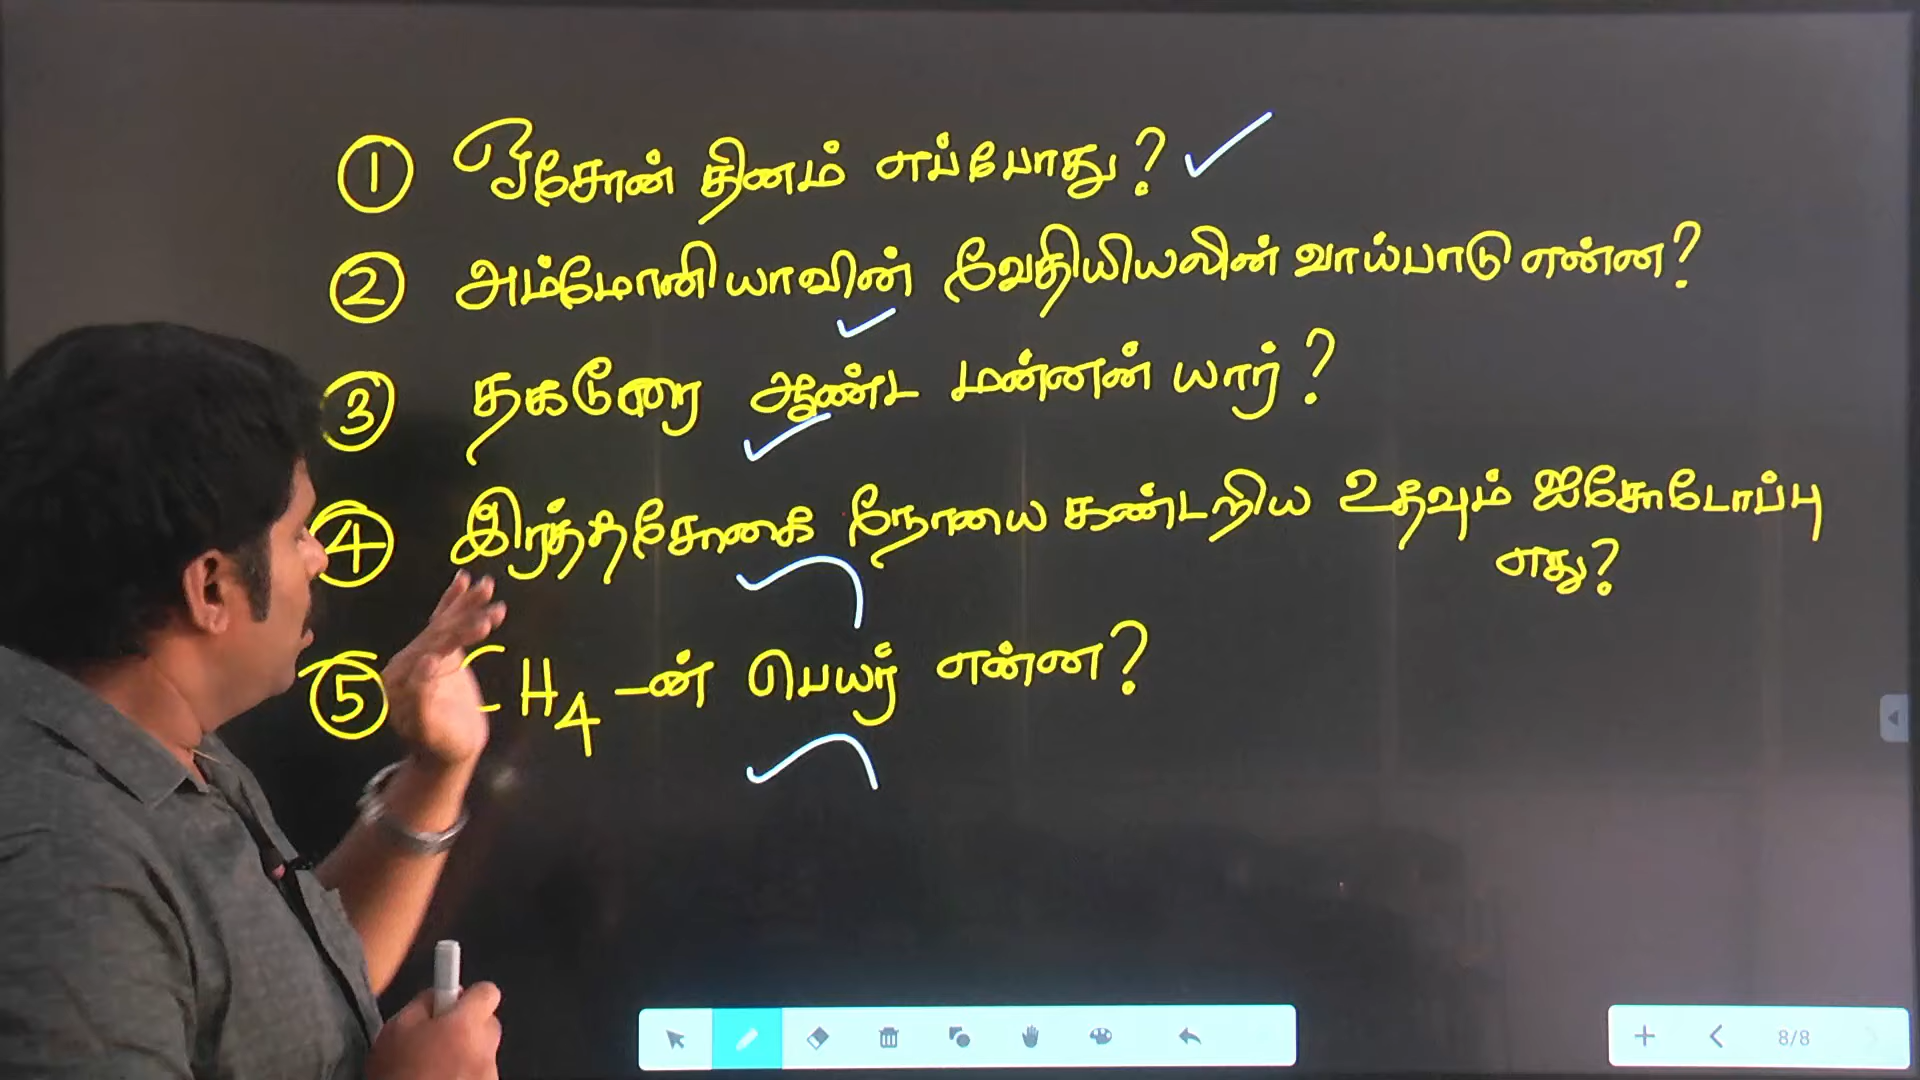 ① ஓசோன் தினம் எப்போது?
② அம்மோனியாவின் வேதியியலின் வாய்பாடு என்ன?
③ தகடூரை ஆண்ட மன்னன் யார்?
④ இரத்தசோகை நோயை கண்டறிய உதவும் ஐசோடோப்பு
எது?
⑤ CH4-ன் பெயர் என்ன?
8/8